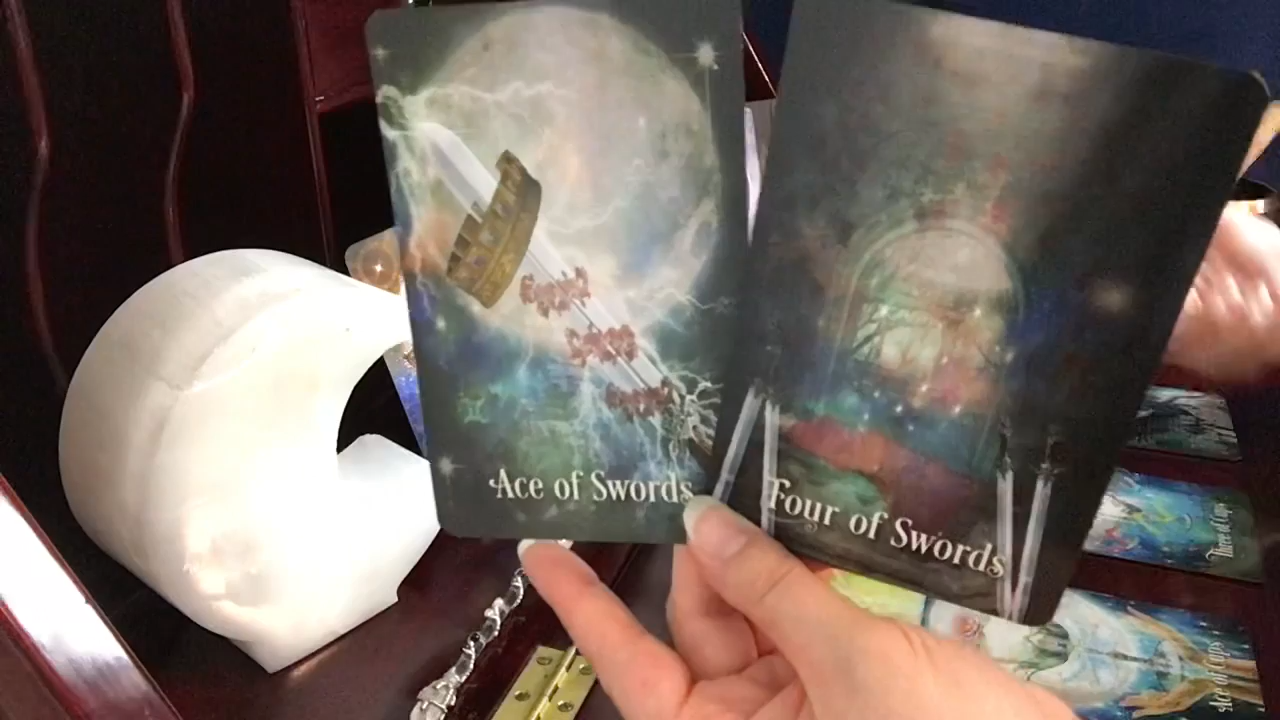 Ace of Swords
Four of Swords
Three of Cups
Ace of Cups